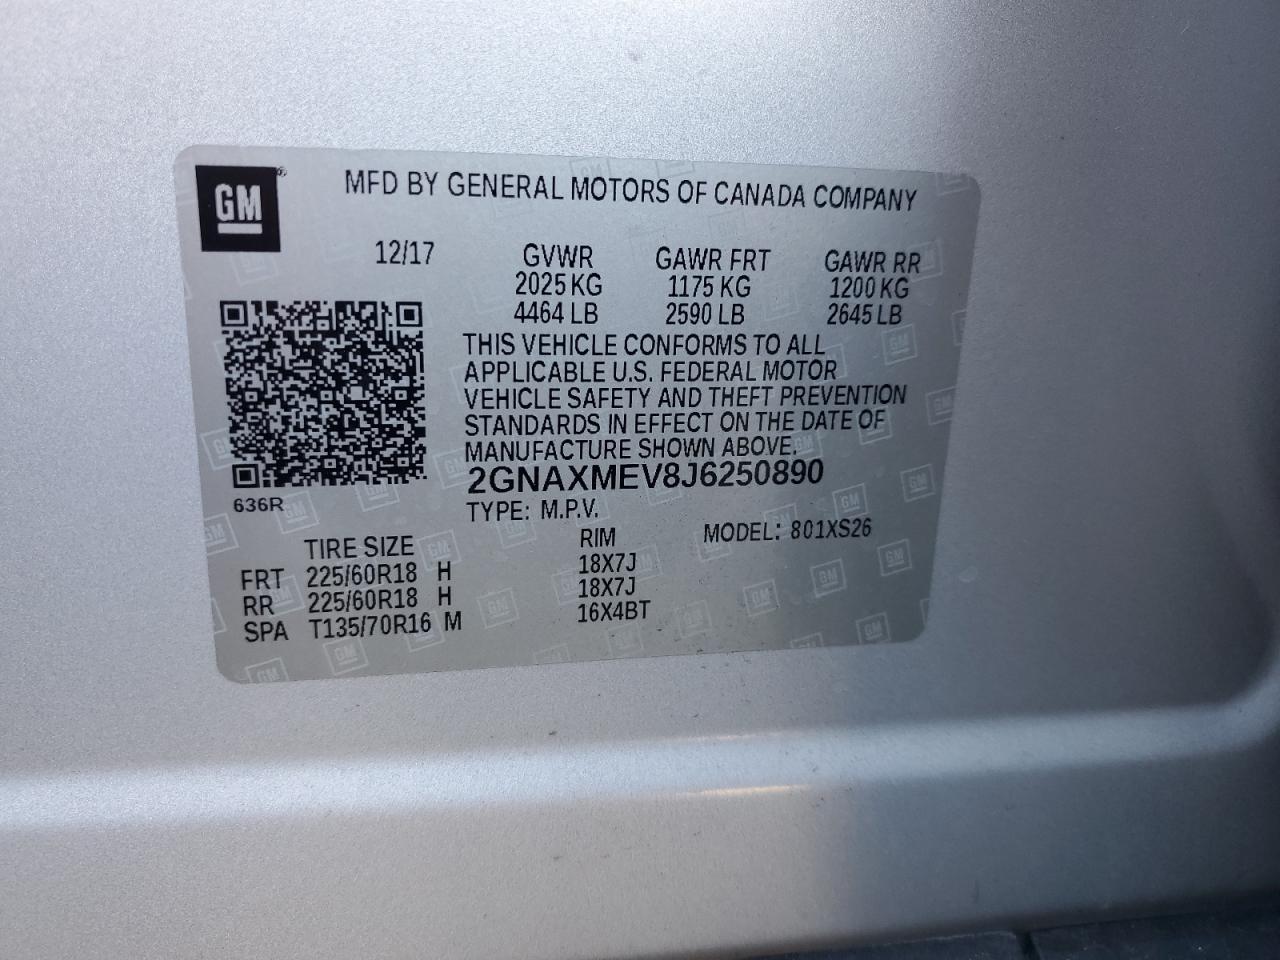 GM
MFD BY GENERAL MOTORS OF CANADA COMPANY
12/17 GVWR GAWR FRT GAWR RR
2025 KG 1175 KG 1200 KG
4464 LB 2590 LB 2645 LB
THIS VEHICLE CONFORMS TO ALL
APPLICABLE U.S. FEDERAL MOTOR
VEHICLE SAFETY AND THEFT PREVENTION
STANDARDS IN EFFECT ON THE DATE OF
MANUFACTURE SHOWN ABOVE.
2GNAXMEV8J6250890
636R
TYPE: M.P.V.
MODEL: 801XS26
TIRE SIZE RIM
FRT 225/60R18 H 18X7J
RR 225/60R18 H 18X7J
SPA T135/70R16 M 16X4BT